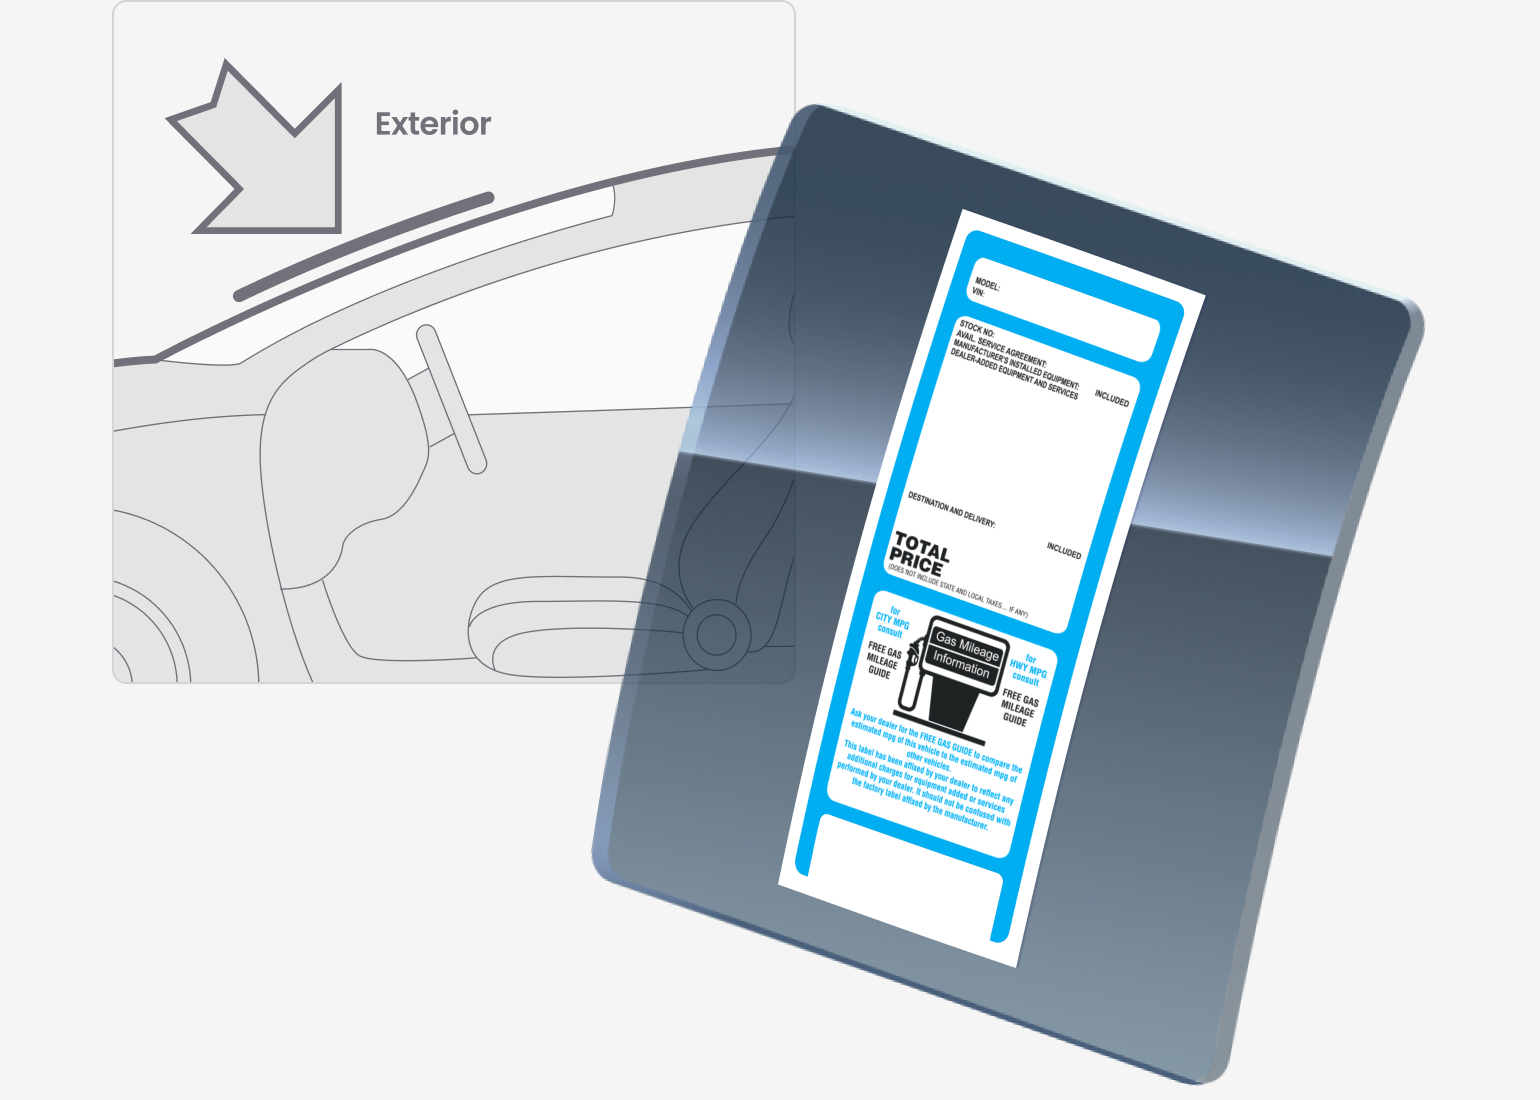 Exterior
MODEL:
VIN:
STOCK NO:
AVAIL. SERVICE AGREEMENT:
MANUFACTURER'S INSTALLED EQUIPMENT:
DEALER-ADDED EQUIPMENT AND SERVICES
INCLUDED
DESTINATION AND DELIVERY:
INCLUDED
TOTAL
PRICE
(DOES NOT INCLUDE STATE AND LOCAL TAXES... IF ANY)
for
CITY MPG
consult
FREE GAS
MILEAGE
GUIDE
Gas Mileage
Information
for
HWY MPG
consult
FREE GAS
MILEAGE
GUIDE
Ask your dealer for the FREE GAS GUIDE to compare the
estimated mpg of this vehicle to the estimated mpg of
other vehicles.
This label has been affixed by your dealer to reflect any
additional charges for equipment added or services
performed by your dealer. It should not be confused with
the factory label affixed by the manufacturer.